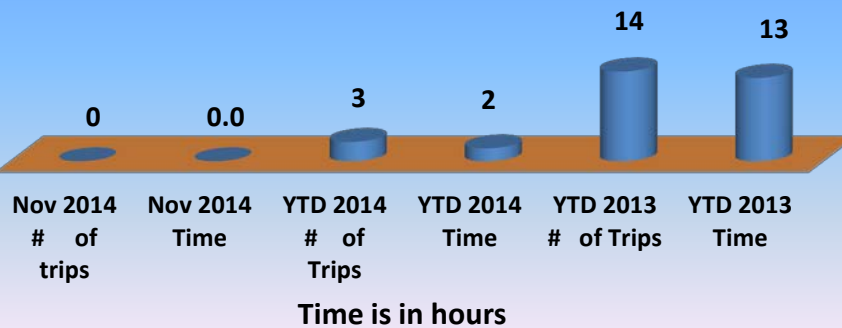 14
13
3
2
0
0.0
Nov 2014 Nov 2014 YTD 2014 YTD 2014 YTD 2013 YTD 2013
# of Time # of Time # of Trips Time
trips Trips
Time is in hours